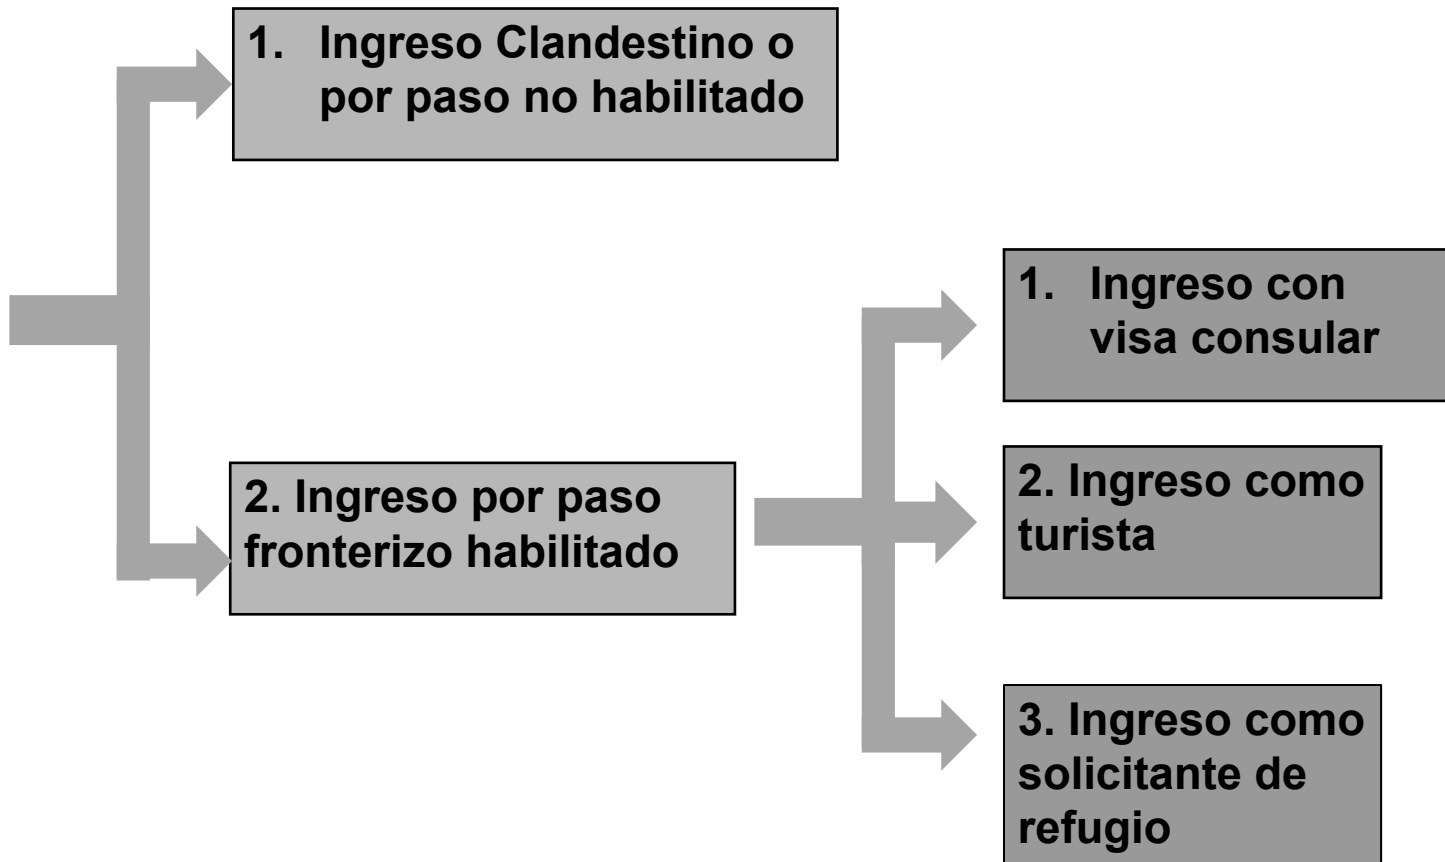 1. Ingreso Clandestino o
por paso no habilitado
2. Ingreso por paso
fronterizo habilitado
1. Ingreso con
visa consular
2. Ingreso como
turista
3. Ingreso como
solicitante de
refugio